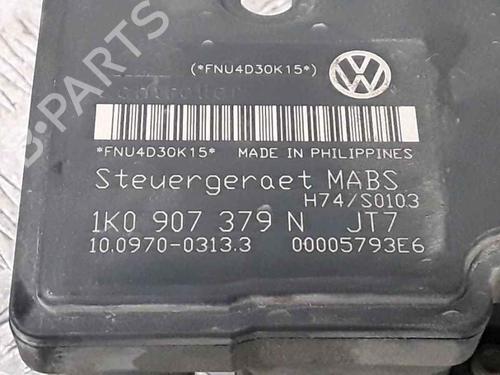 (*FNU4D30K15*)
*FNU4D30K15* MADE IN PHILIPPINES
Steuergeraet MABS
H74/S0103
1K0 907 379 N JT7
10.0970-0313.3 00005793E6
B-PARTS